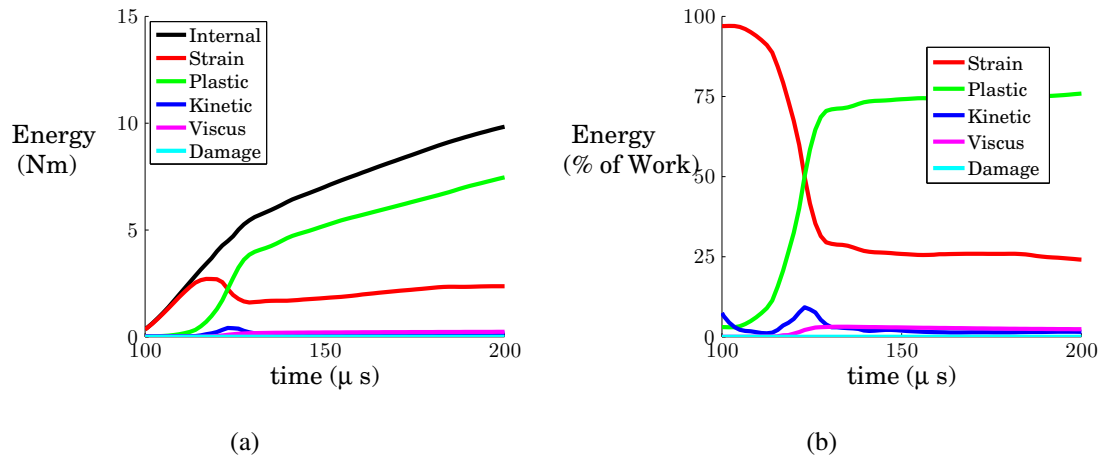 15
10
5
0
100
150
200
Energy
(Nm)
time (μ s)
Internal
Strain
Plastic
Kinetic
Viscus
Damage
(a)
100
75
50
25
0
100
150
200
Energy
(% of Work)
time (μ s)
Strain
Plastic
Kinetic
Viscus
Damage
(b)